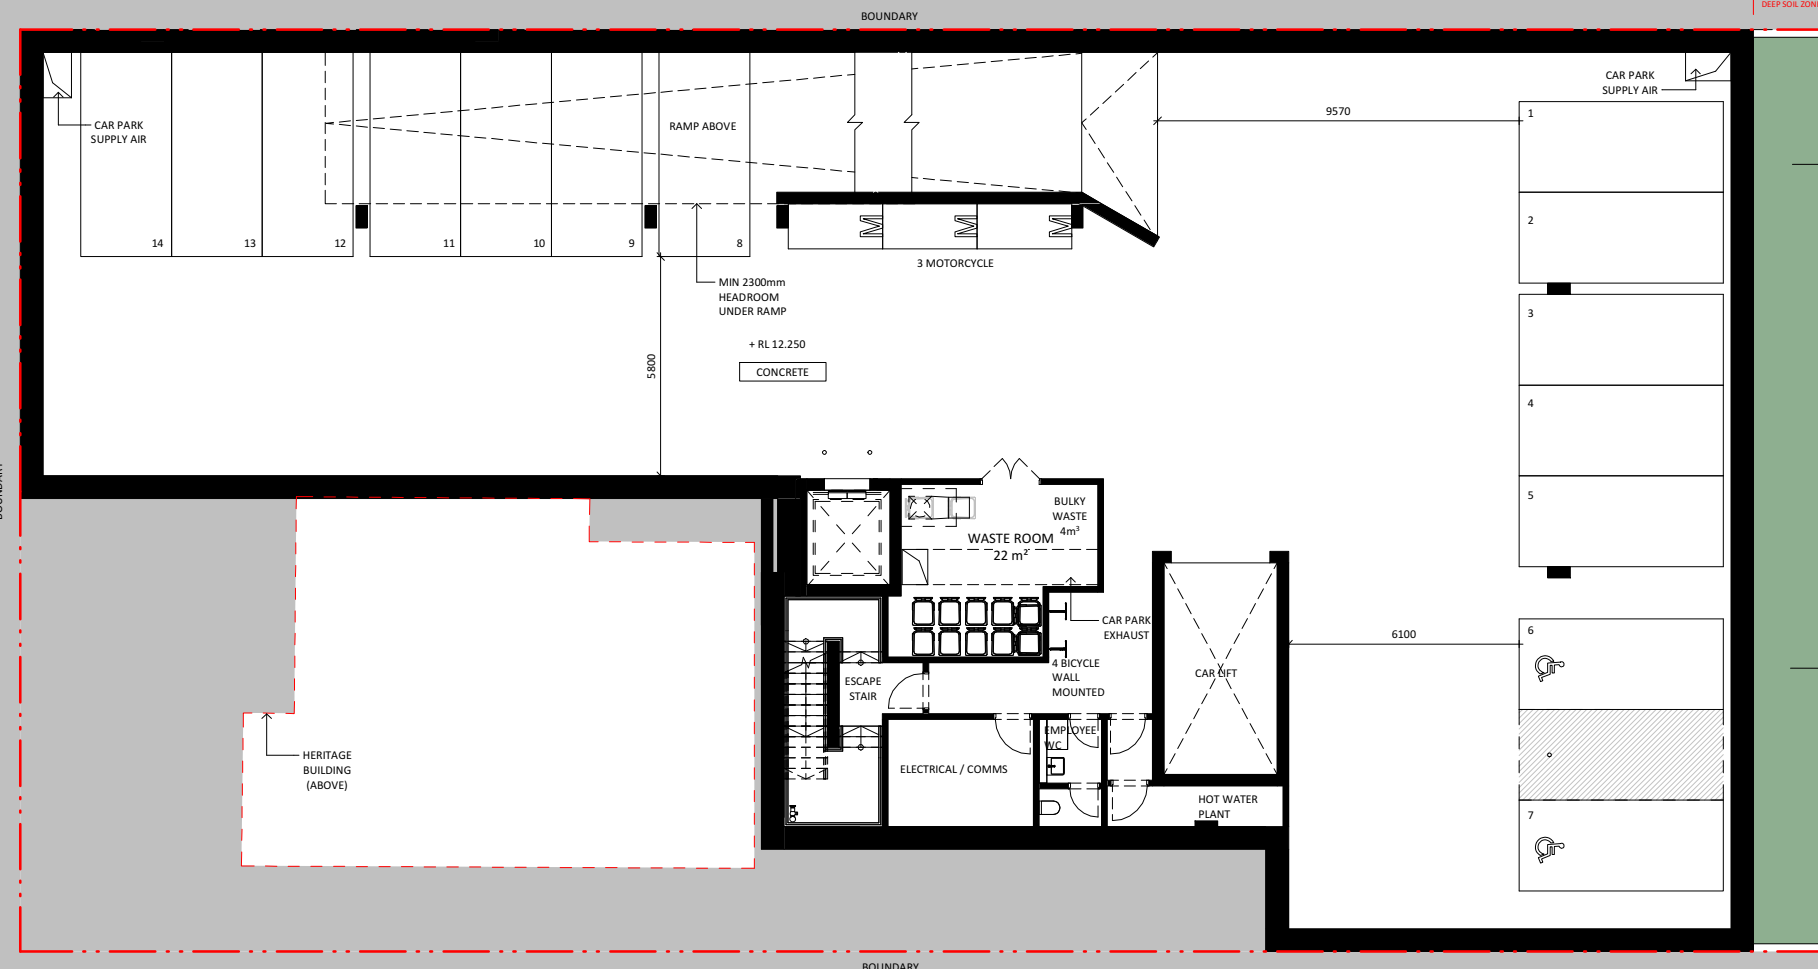 BOUNDARY
DEEP SOIL ZONE
CAR PARK
SUPPLY AIR
RAMP ABOVE
CAR PARK
SUPPLY AIR
9570
1
2
3
4
5
6
7
14
13
12
11
10
9
8
3 MOTORCYCLE
MIN 2300mm
HEADROOM
UNDER RAMP
+ RL 12.250
CONCRETE
5800
BOUNDARY
BULKY
WASTE
4m³
WASTE ROOM
22 m²
CAR PARK
EXHAUST
4 BICYCLE
WALL
MOUNTED
ESCAPE
STAIR
CAR LIFT
6100
EMPLOYEE
WC
ELECTRICAL / COMMS
HOT WATER
PLANT
HERITAGE
BUILDING
(ABOVE)
BOUNDARY